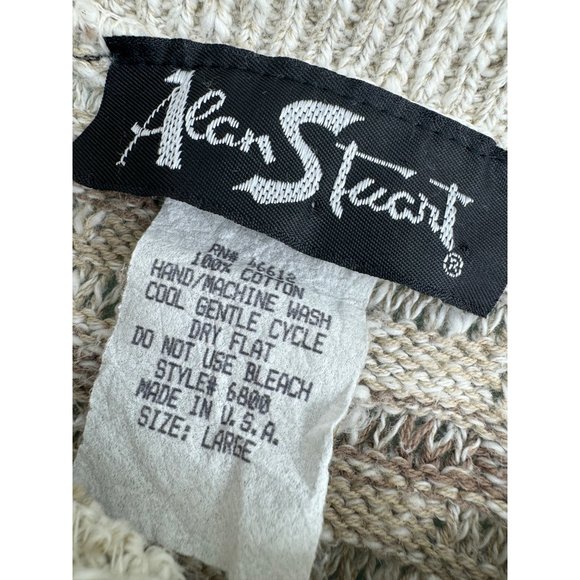 Alan Stuart®
100% COTTON
HAND/MACHINE WASH
COOL GENTLE CYCLE
DRY FLAT
DO NOT USE BLEACH
STYLE# 6800
MADE IN U.S.A.
SIZE: LARGE